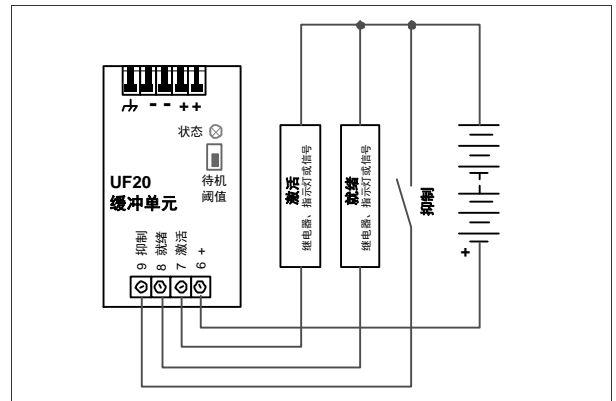 - - + +
状态
UF20
缓冲单元
待机
阈值
9 抑制
8 就绪
7 激活
6 +
激活
继电器、指示灯或信号
就绪
继电器、指示灯或信号
抑制
+